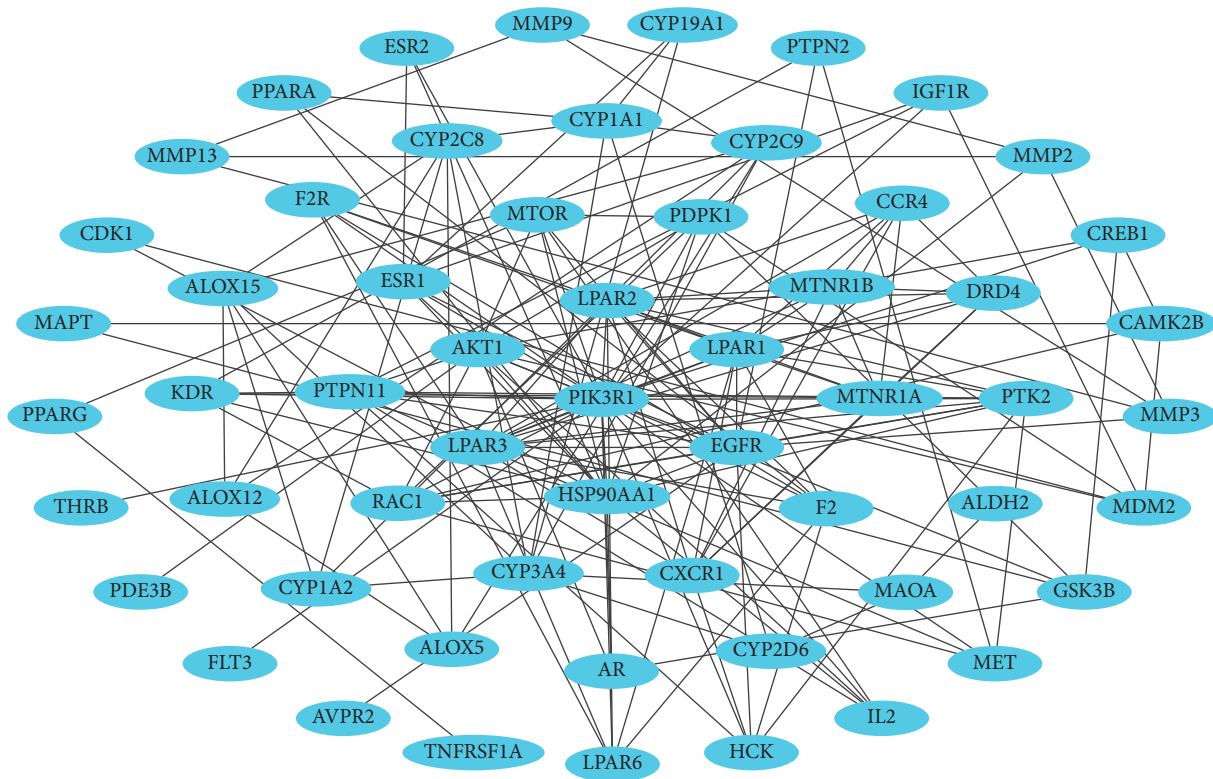 MMP9
CYP19A1
ESR2
PTPN2
PPARA
IGF1R
CYP1A1
CYP2C8
CYP2C9
MMP13
MMP2
F2R
CCR4
MTOR
PDPK1
CDK1
CREB1
ESR1
ALOX15
MTNR1B
DRD4
LPAR2
MAPT
CAMK2B
AKT1
LPAR1
KDR
PTPN11
PIK3R1
MTNR1A
PTK2
PPARG
MMP3
LPAR3
EGFR
THRB
ALOX12
RAC1
HSP90AA1
F2
ALDH2
MDM2
PDE3B
CYP1A2
CYP3A4
CXCR1
MAOA
GSK3B
FLT3
ALOX5
AR
CYP2D6
MET
AVPR2
IL2
TNFRSF1A
LPAR6
HCK